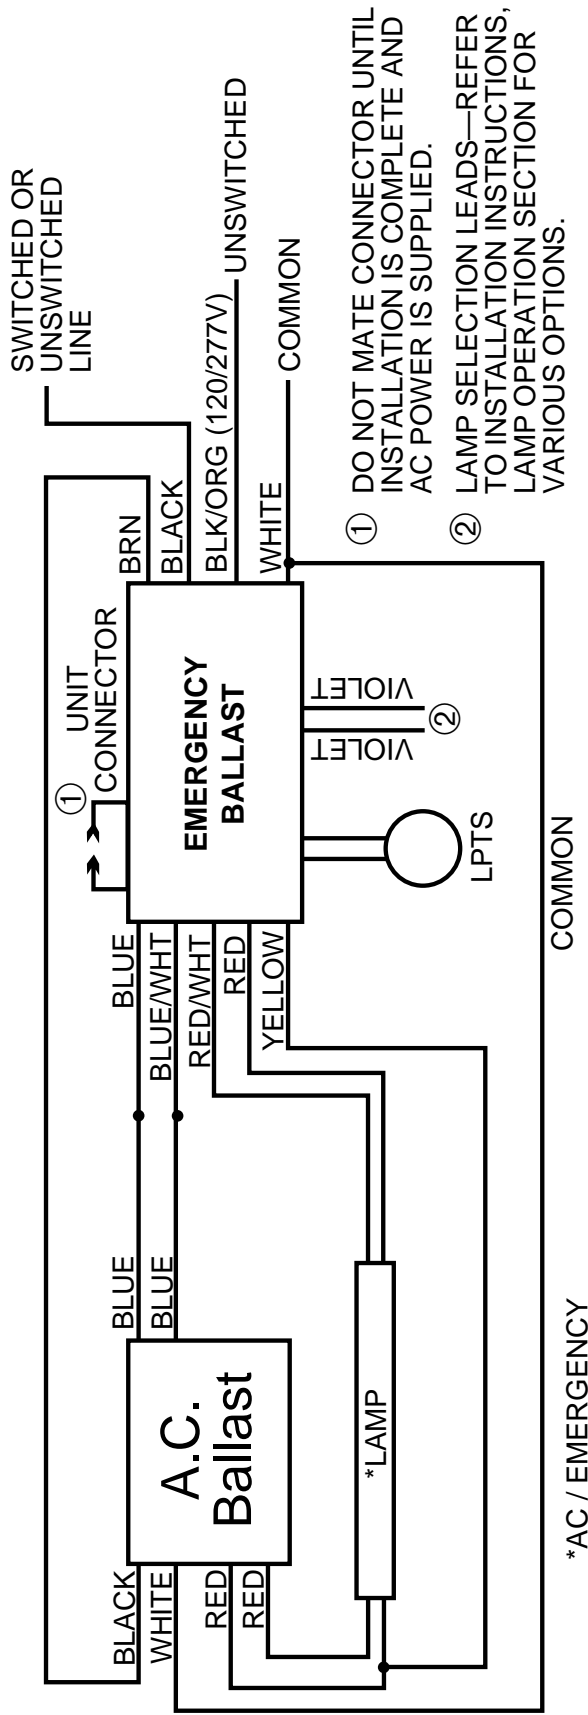 SWITCHED OR
UNSWITCHED
LINE
UNIT
CONNECTOR
①
BRN
BLACK
BLK/ORG (120/277V)
UNSWITCHED
WHITE
COMMON
EMERGENCY
BALLAST
BLUE
BLUE/WHT
RED/WHT
RED
YELLOW
BLUE
BLUE
A.C.
Ballast
BLACK
WHITE
RED
RED
*LAMP
LPTS
VIOLET
VIOLET
②
COMMON
*AC / EMERGENCY
① DO NOT MATE CONNECTOR UNTIL
INSTALLATION IS COMPLETE AND
AC POWER IS SUPPLIED.
② LAMP SELECTION LEADS—REFER
TO INSTALLATION INSTRUCTIONS,
LAMP OPERATION SECTION FOR
VARIOUS OPTIONS.